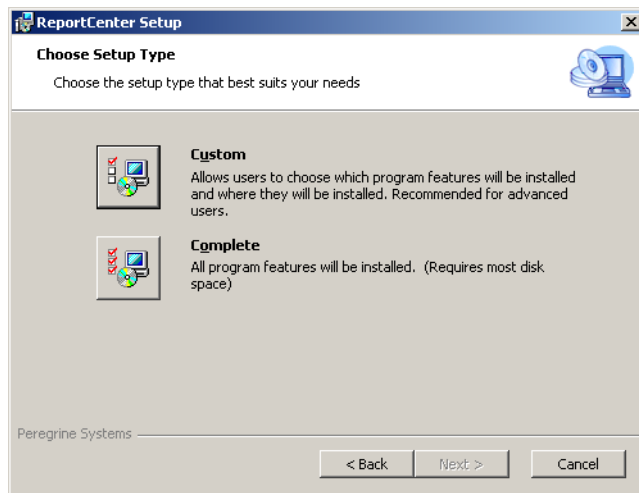 ReportCenter Setup
Choose Setup Type
Choose the setup type that best suits your needs
Custom
Allows users to choose which program features will be installed
and where they will be installed. Recommended for advanced
users.
Complete
All program features will be installed. (Requires most disk
space)
Peregrine Systems
< Back Next > Cancel